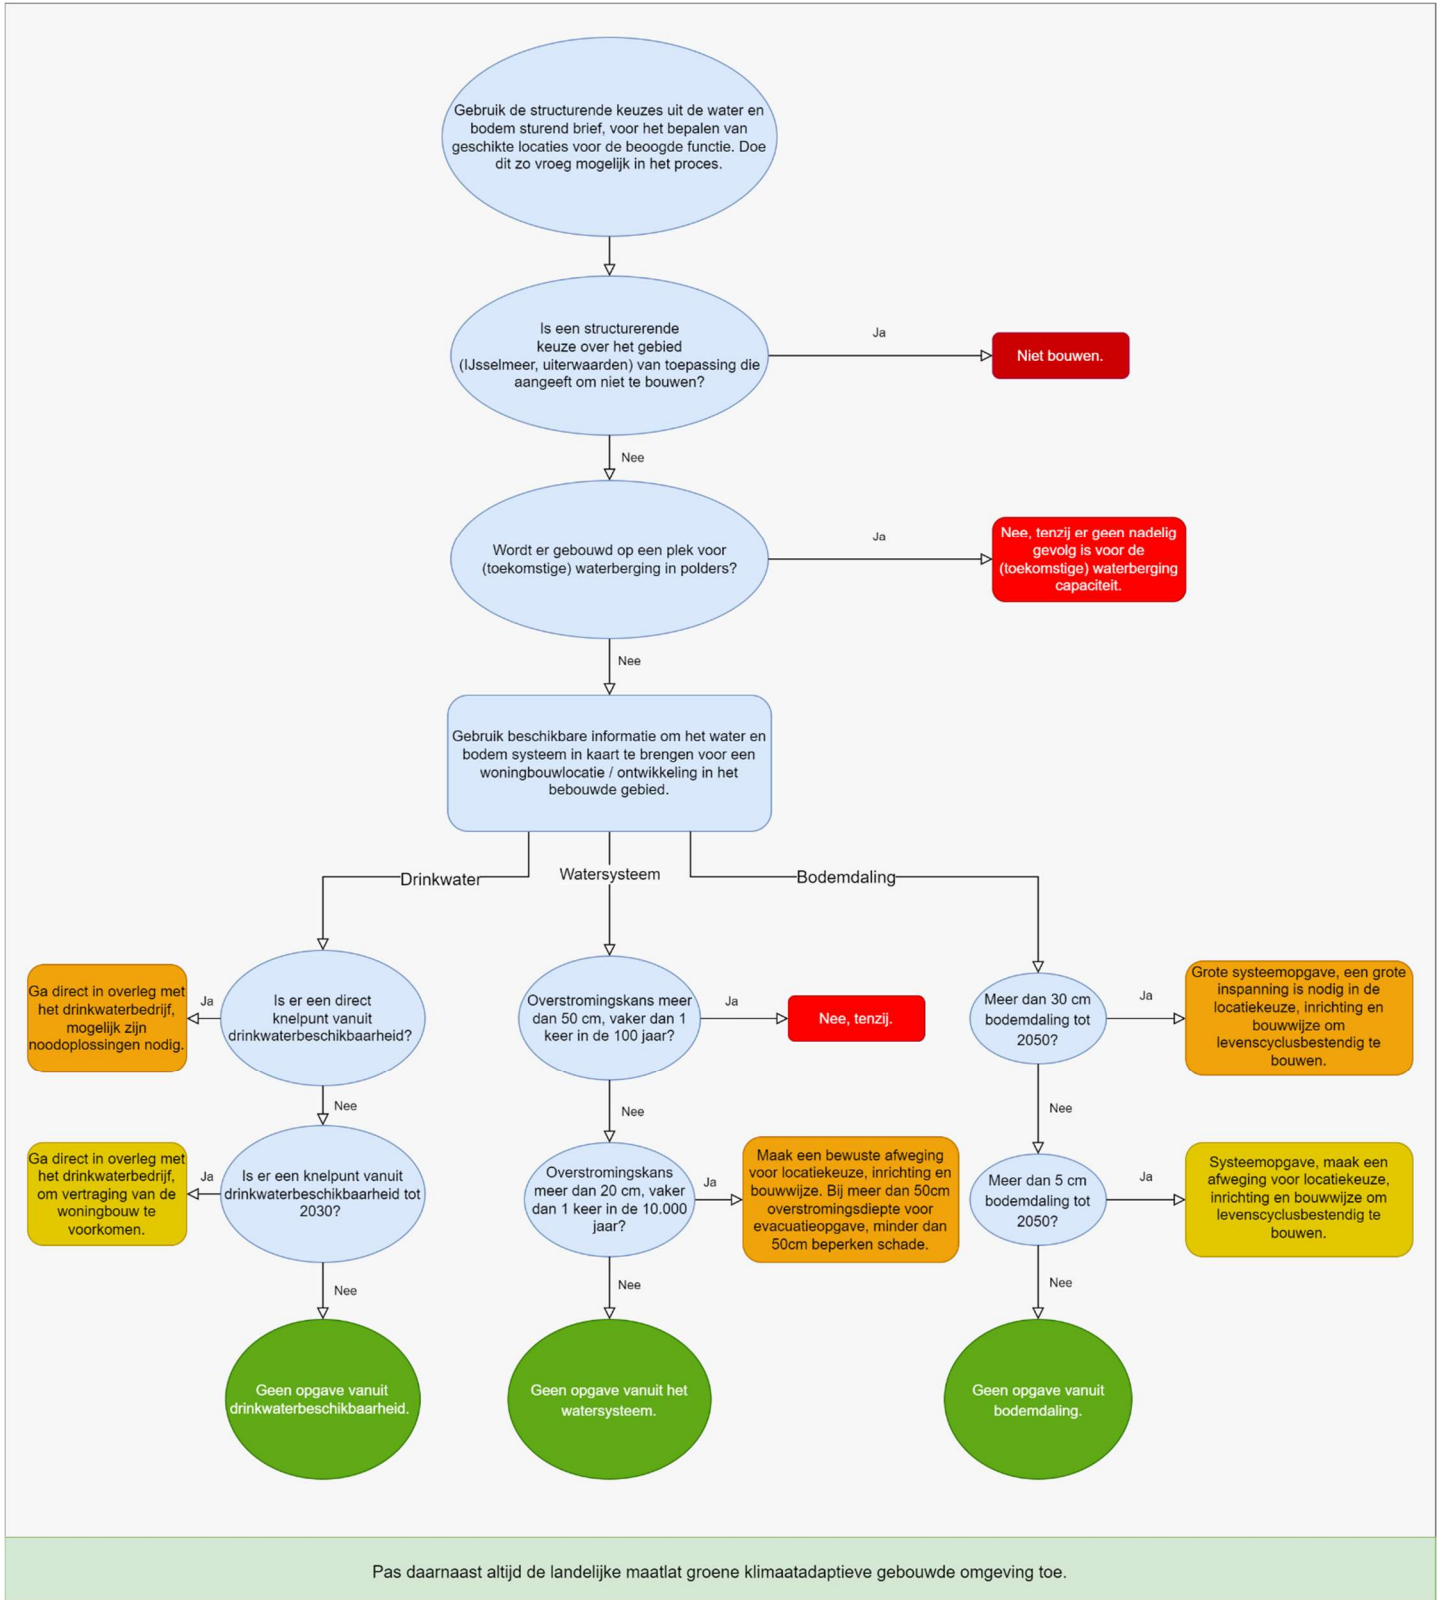 Gebruik de structurende keuzes uit de water en
bodem sturend brief, voor het bepalen van
geschikte locaties voor de beoogde functie. Doe
dit zo vroeg mogelijk in het proces.
Is een structurerende
keuze over het gebied
(IJsselmeer, uiterwaarden) van toepassing die
aangeeft om niet te bouwen?
Ja
Niet bouwen.
Nee
Wordt er gebouwd op een plek voor
(toekomstige) waterberging in polders?
Ja
Nee, tenzij er geen nadelig
gevolg is voor de
(toekomstige) waterberging
capaciteit.
Nee
Gebruik beschikbare informatie om het water en
bodem systeem in kaart te brengen voor een
woningbouwlocatie / ontwikkeling in het
bebouwde gebied.
Drinkwater
Watersysteem
Bodemdaling
Ga direct in overleg met
het drinkwaterbedrijf,
mogelijk zijn
noodoplossingen nodig.
Ja
Is er een direct
knelpunt vanuit
drinkwaterbeschikbaarheid?
Overstromingskans meer
dan 50 cm, vaker dan 1
keer in de 100 jaar?
Ja
Nee, tenzij.
Meer dan 30 cm
bodemdaling tot
2050?
Ja
Grote systeemopgave, een grote
inspanning is nodig in de
locatiekeuze, inrichting en
bouwwijze om
levenscyclusbestendig te
bouwen.
Nee
Nee
Nee
Ga direct in overleg met
het drinkwaterbedrijf,
om vertraging van de
woningbouw te
voorkomen.
Ja
Is er een knelpunt vanuit
drinkwaterbeschikbaarheid tot
2030?
Overstromingskans
meer dan 20 cm, vaker
dan 1 keer in de 10.000
jaar?
Ja
Maak een bewuste afweging
voor locatiekeuze, inrichting en
bouwwijze. Bij meer dan 50cm
overstromingsdiepte voor
evacuatieopgave, minder dan
50cm beperken schade.
Meer dan 5 cm
bodemdaling tot
2050?
Ja
Systeemopgave, maak een
afweging voor locatiekeuze,
inrichting en bouwwijze om
levenscyclusbestendig te
bouwen.
Nee
Nee
Nee
Geen opgave vanuit
drinkwaterbeschikbaarheid.
Geen opgave vanuit het
watersysteem.
Geen opgave vanuit
bodemdaling.
Pas daarnaast altijd de landelijke maatlat groene klimaatadaptieve gebouwde omgeving toe.